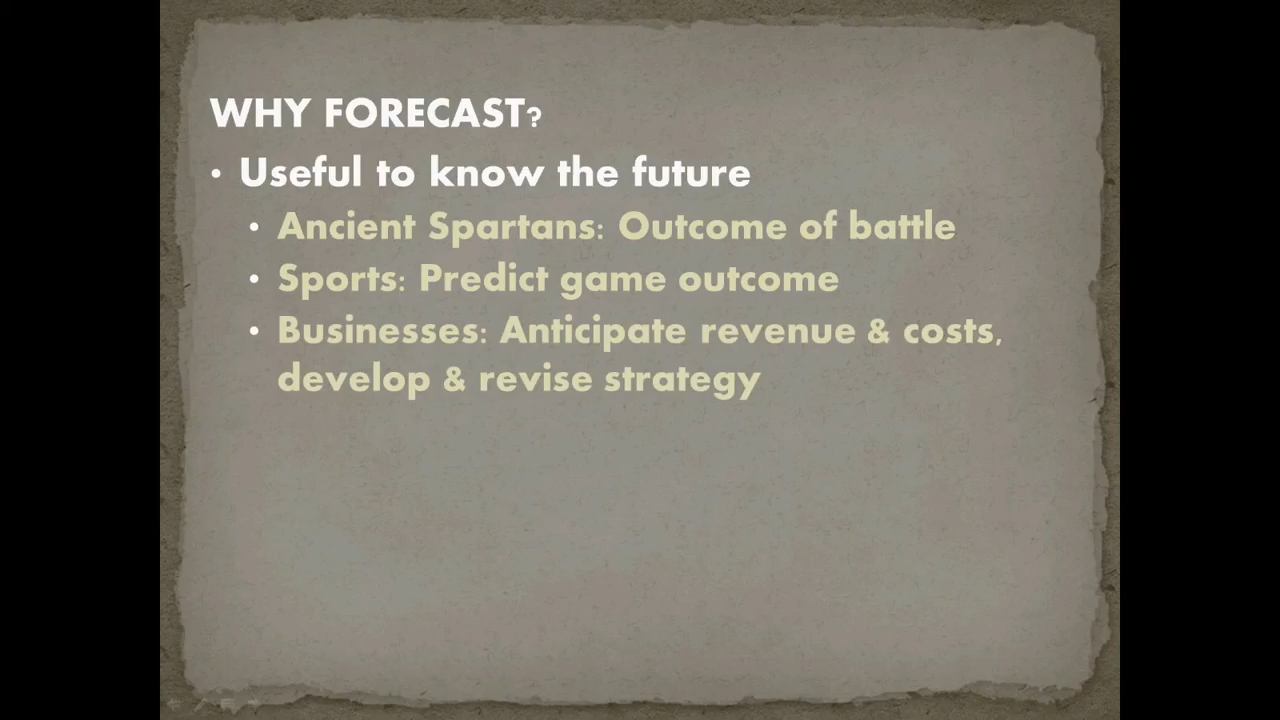 WHY FORECAST?
• Useful to know the future
• Ancient Spartans: Outcome of battle
• Sports: Predict game outcome
• Businesses: Anticipate revenue & costs,
develop & revise strategy